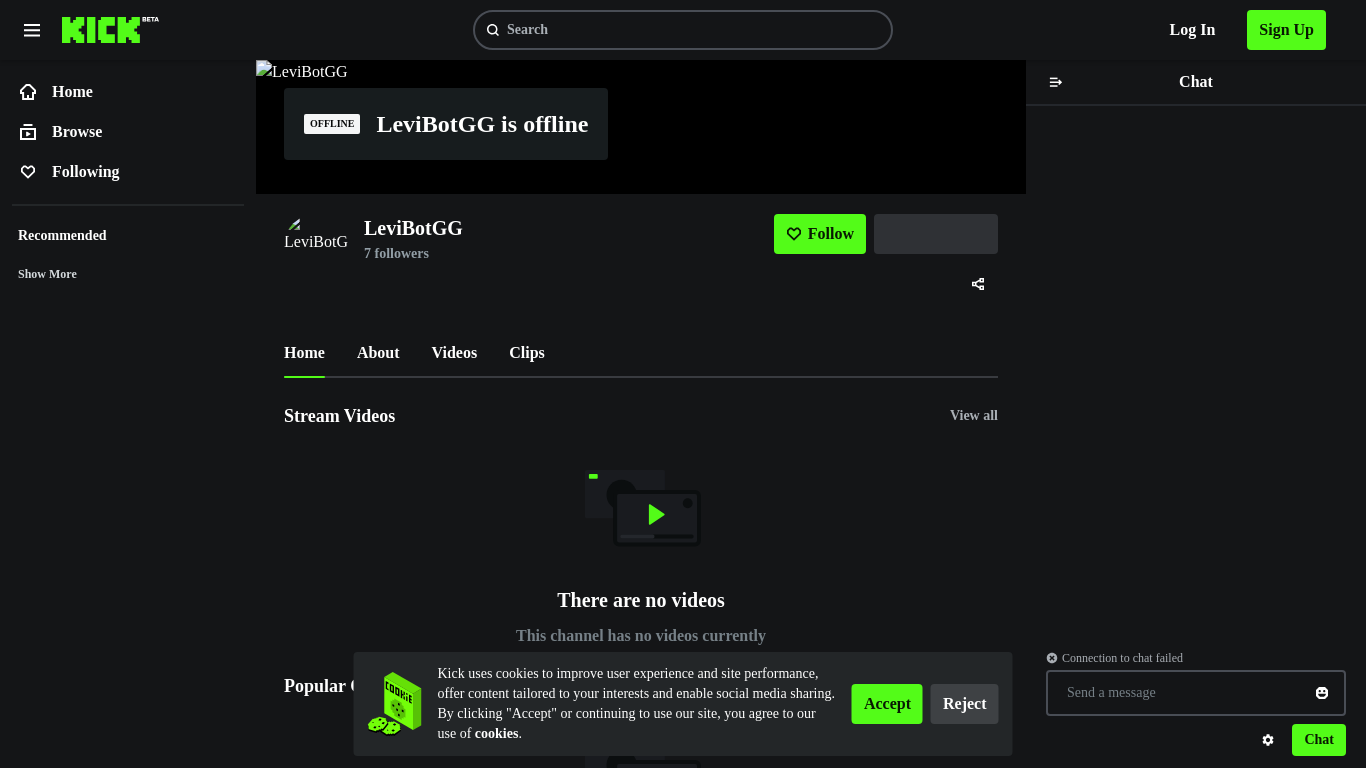 KICK BETA
Search
Log In
Sign Up
Home
Browse
Following
Recommended
Show More
LeviBotGG
OFFLINE
LeviBotGG is offline
LeviBotG
LeviBotGG
7 followers
Follow
Home
About
Videos
Clips
Stream Videos
View all
There are no videos
This channel has no videos currently
Popular
COOKIE
Kick uses cookies to improve user experience and site performance,
offer content tailored to your interests and enable social media sharing.
By clicking "Accept" or continuing to use our site, you agree to our
use of cookies.
Accept
Reject
Chat
Connection to chat failed
Send a message
Chat